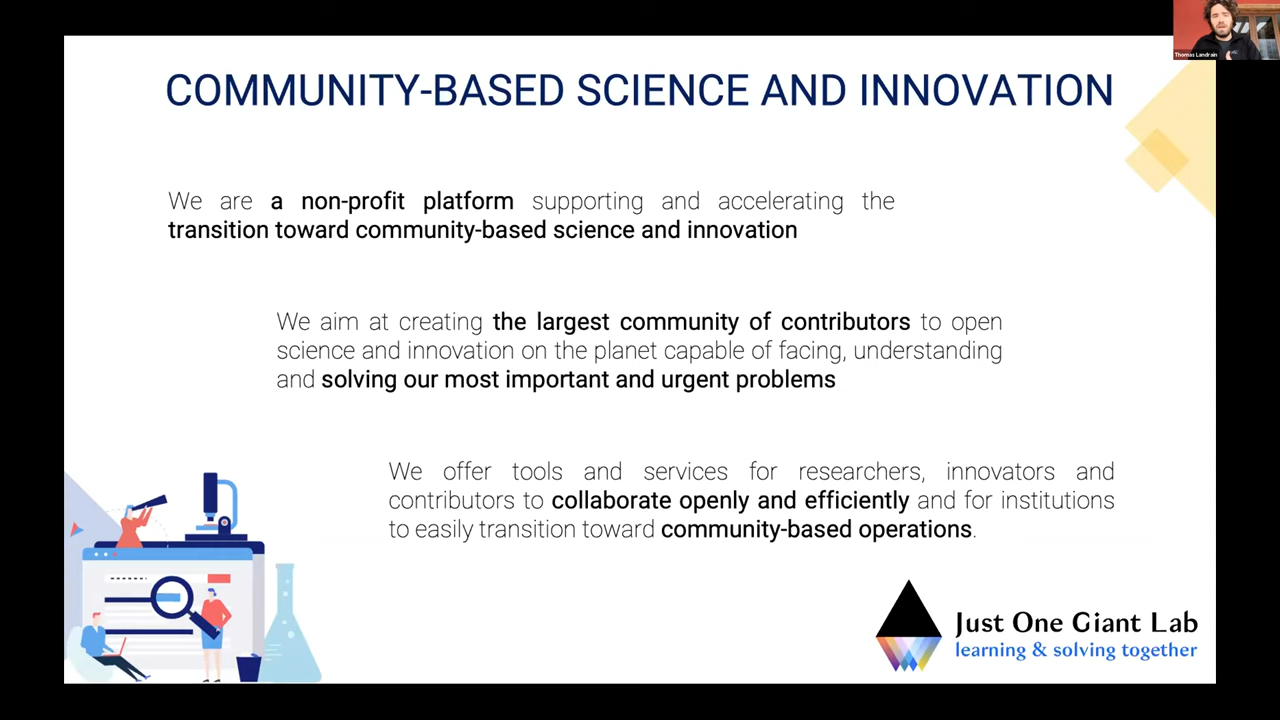 Thomas Landrain
COMMUNITY-BASED SCIENCE AND INNOVATION
We are a non-profit platform supporting and accelerating the
transition toward community-based science and innovation
We aim at creating the largest community of contributors to open
science and innovation on the planet capable of facing, understanding
and solving our most important and urgent problems
We offer tools and services for researchers, innovators and
contributors to collaborate openly and efficiently and for institutions
to easily transition toward community-based operations.
Just One Giant Lab
learning & solving together